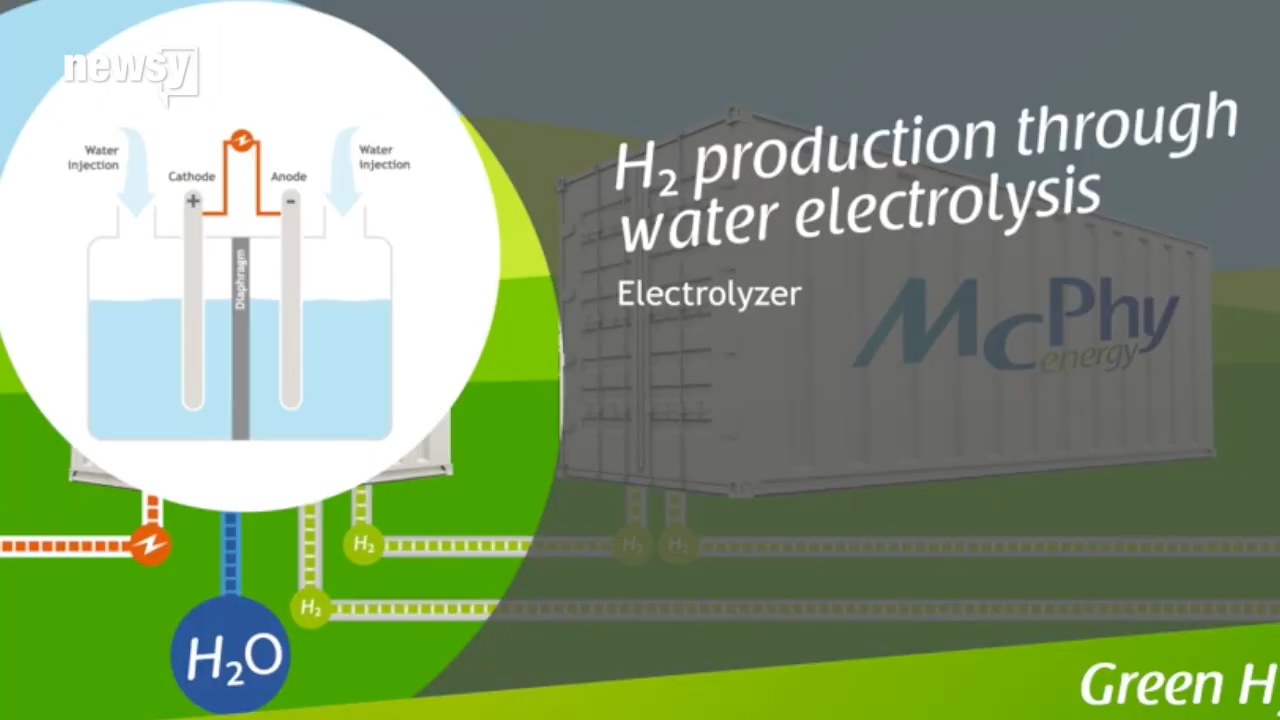 newsy
H₂ production through
water electrolysis
Electrolyzer
Water
injection
Water
injection
Cathode
Anode
+
-
Diaphragm
McPhy
energy
H₂
H₂
H₂
H₂
H₂O
Green H